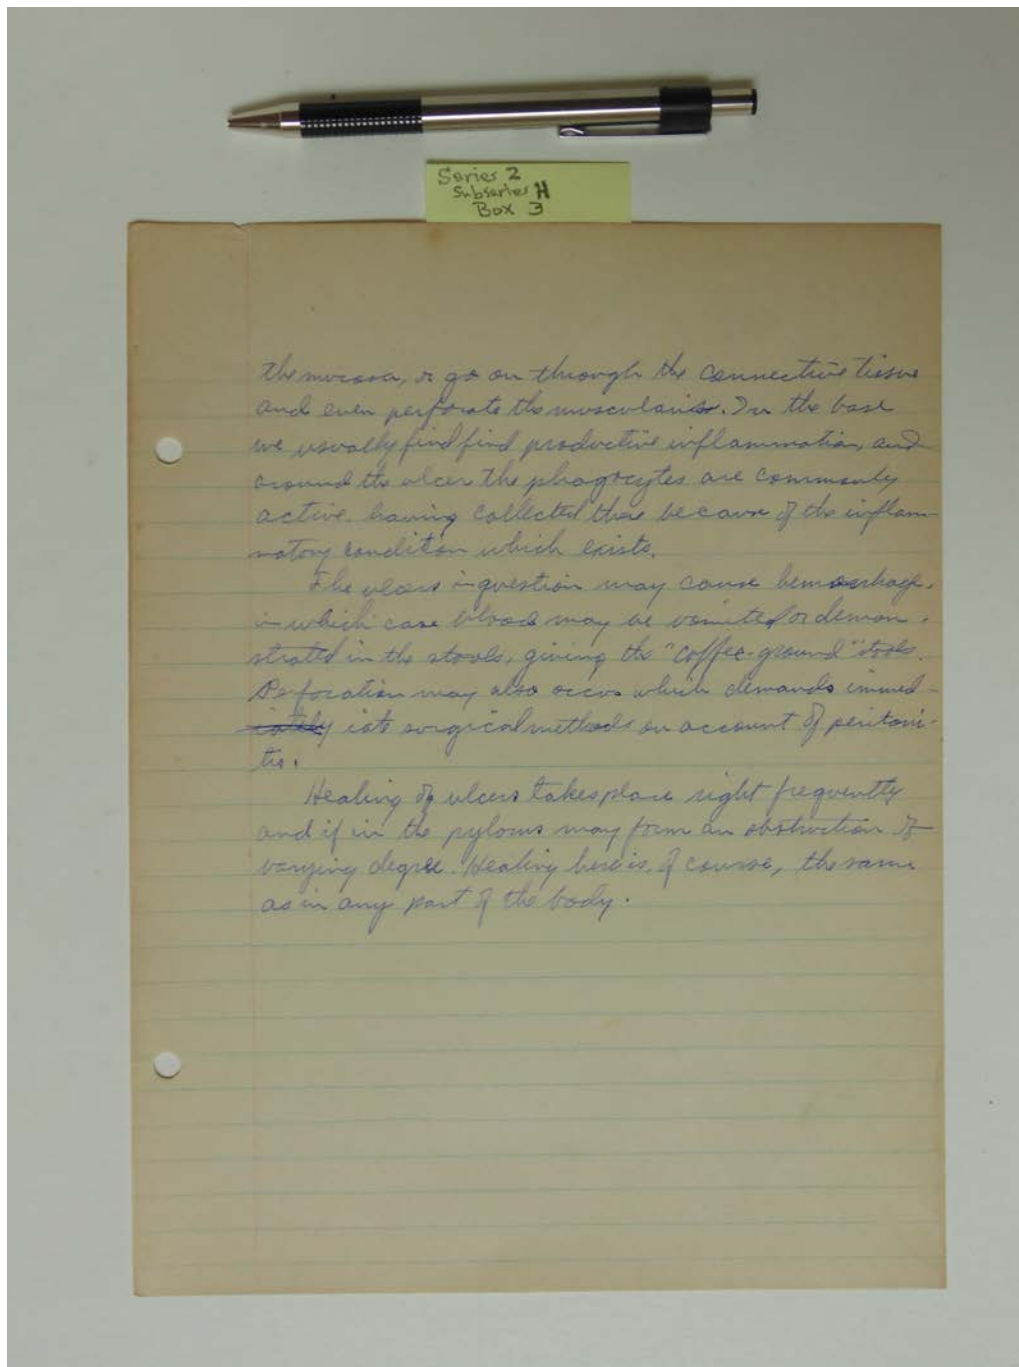 Series 2
Subseries H
Box 3
the mucosa, or go on through the connective tissue
and even perforate the muscularis. In the base
we usually find find productive inflammation, and
around the ulcer the phagocytes are commonly
active having collected there because of the inflam-
matory condition which exists.
The ulcers in question may cause hemorrhage,
in which case blood may be vomited or demon-
strated in the stools, giving the "coffee-ground" stools.
Perforation may also occur which demands immed-
iately iate surgical methods on account of peritoni-
tis.
Healing of ulcers takes place right frequently
and if in the pylorus may form an obstruction of
varying degree. Healing here is, of course, the same
as in any part of the body.